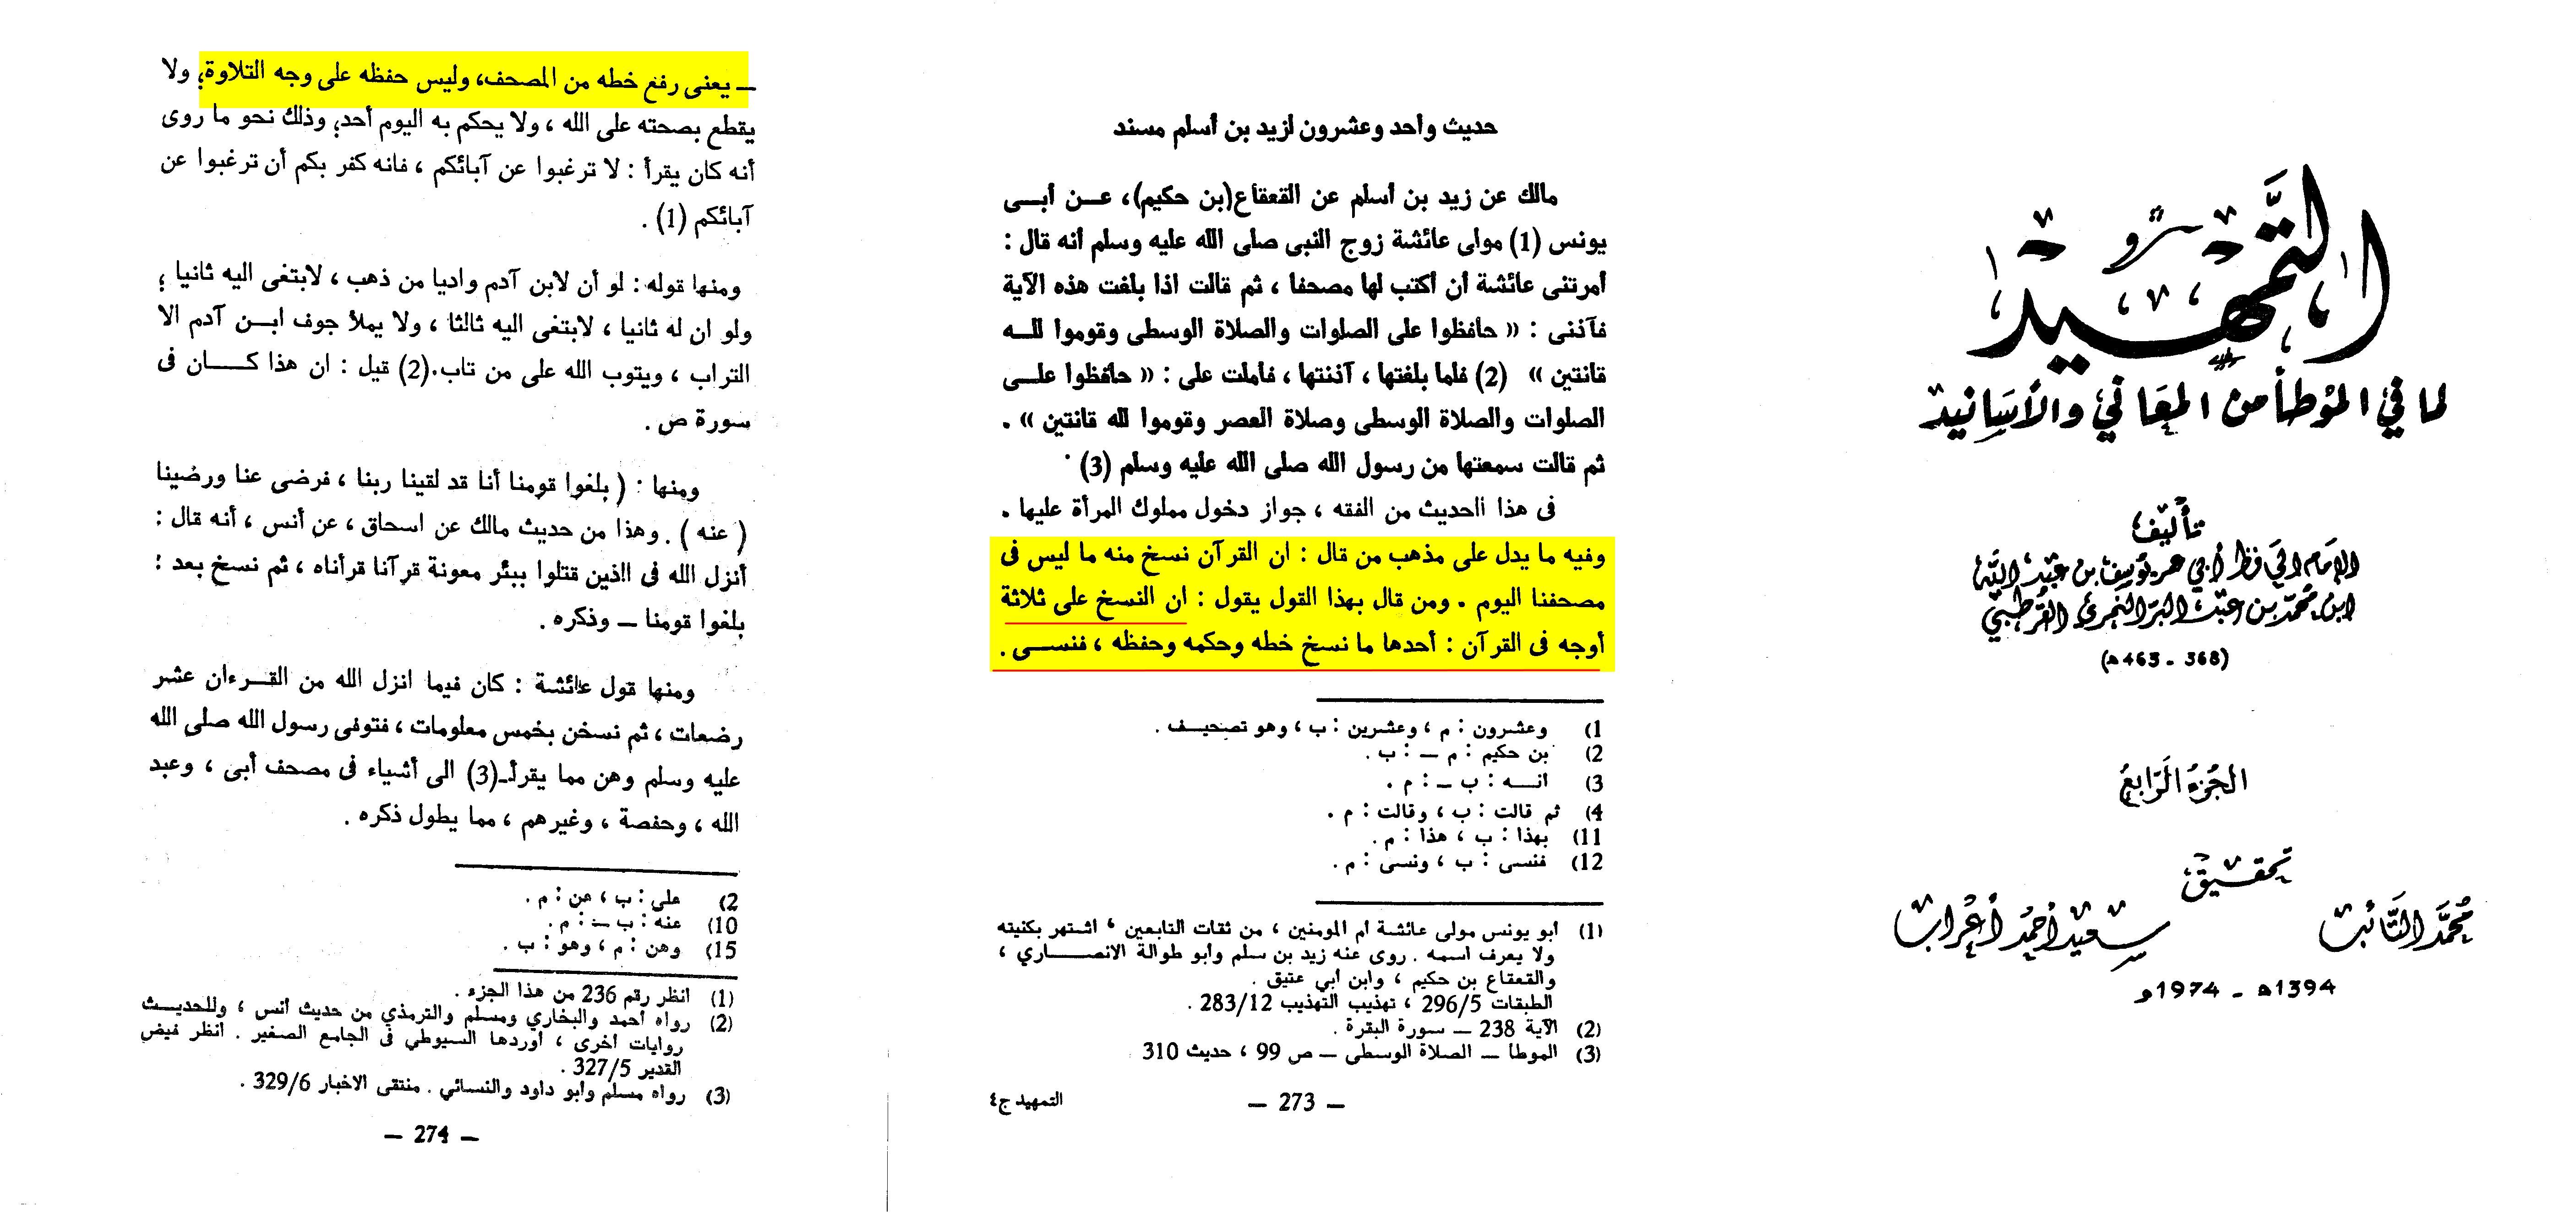 التمهيد
لما في الموطأ من المعاني والأسانيد
تأليف
الإمام الحافظ أبي عمر يوسف بن عبد الله
ابن محمد بن عبد البر النمري القرطبي
(368 - 463 هـ)
الجزء الرابع
تحقيق
محمد التائب سعيد أحمد أعراب
1394هـ - 1974م
حديث واحد وعشرون لزيد بن أسلم مسند
مالك عن زيد بن أسلم عن القعقاع(بن حكيم)، عـن أبـى
يونس (1) مولى عائشة زوج النبى صلى الله عليه وسلم أنه قال :
أمرتنى عائشة أن أكتب لها مصحفا ، ثم قالت اذا بلغت هذه الآية
فآذنى : « حافظوا على الصلوات والصلاة الوسطى وقوموا للـه
قانتين » (2) فلما بلغتها ، آذنتها ، فأملت على : « حافظوا علـى
الصلوات والصلاة الوسطى وصلاة العصر وقوموا لله قانتين » .
ثم قالت سمعتها من رسول الله صلى الله عليه وسلم (3) .
فى هذا الحديث من الفقه ، جواز دخول مملوك المرأة عليها .
وفيه ما يدل على مذهب من قال : ان القرآن نسخ منه ما ليس فى
مصحفنا اليوم . ومن قال بهذا القول يقول : ان النسخ على ثلاثة
أوجه فى القرآن : أحدها ما نسخ خطه وحكمه وحفظه ، فنسـى .
1) وعشرون : م ، وعشرين : ب ، وهو تصحيـف .
2) بن حكيم : م – : ب .
3) انـه : ب – : م .
4) ثم قالت : ب ، وقالت : م .
11) بهذا : ب ، هذا : م .
12) فنسى : ب ، ونسى : م .
(1) أبو يونس مولى عائشة أم المومنين ، من ثقات التابعين ، اشتهر بكنيته
ولا يعرف اسمه . روى عنه زيد بن سلم وأبو طوالة الانصـارى ،
والقعقاع بن حكيم ، وابن أبي عتيق .
الطبقات 296/5 ، تهذيب التهذيب 283/12 .
(2) الآية 238 – سورة البقرة .
(3) الموطا – الصلاة الوسطى – ص 99 ، حديث 310
– 273 – التمهيد ج٤
– يعنى رفع خطه من المصحف، وليس حفظه على وجه التلاوة، ولا
يقطع بصحته على الله ، ولا يحكم به اليوم أحد، وذلك نحو ما روى
أنه كان يقرأ : لا ترغبوا عن آبائكم ، فانه كفر بكم أن ترغبوا عن
آبائكم (1) .
ومنها قوله : لو أن لابن آدم واديا من ذهب ، لابتغى اليه ثانيا ؛
ولو ان له ثانيا ، لابتغى اليه ثالثا ، ولا يملأ جوف ابـن آدم الا
التراب ، ويتوب الله على من تاب.(2) قيل : ان هذا كـان فى
سورة ص .
ومنها : ( بلغوا قومنا أنا قد لقينا ربنا ، فرضى عنا ورضينا
( عنه ) . وهذا من حديث مالك عن اسحاق ، عن أنس ، أنه قال :
أنزل الله فى الذين قتلوا ببئر معونة قرآنا قرأناه ، ثم نسخ بعد :
بلغوا قومنا – وذكره .
ومنها قول عائشة : كان فيما انزل الله من القـرءان عشر
رضعات ، ثم نسخن بخمس معلومات ، فتوفى رسول الله صلى الله
عليه وسلم وهن مما يقرأـ(3) الى أشياء فى مصحف أبى ، وعبد
الله ، وحفصة ، وغيرهم ، مما يطول ذكره .
2) على : ب ، عن : م .
10) عنه : ب – : م .
15) وهن : م ، وهو : ب .
(1) انظر رقم 236 من هذا الجزء .
(2) رواه أحمد والبخاري ومسلم والترمذي من حديث أنس ، وللحديـث
روايات أخرى ، أوردها السيوطي فى الجامع الصغير . انظر فيض
القدير 327/5 .
(3) رواه مسلم وأبو داود والنسائي . منتقى الاخبار 329/6 .
– 274 –